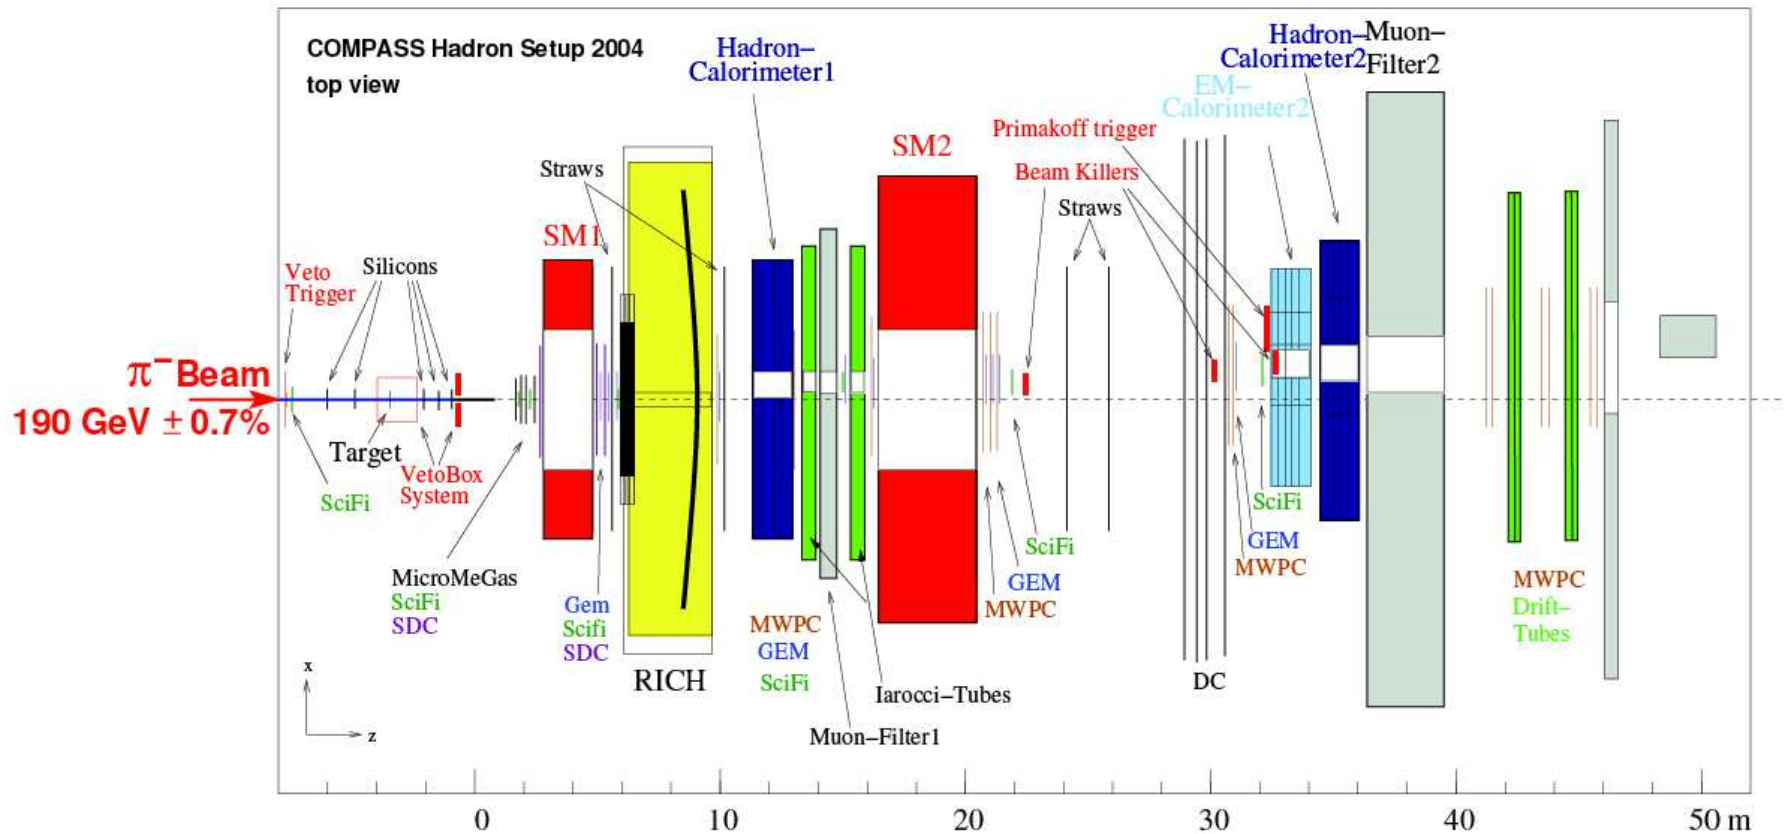 COMPASS Hadron Setup 2004
top view
Hadron–
Calorimeter1
Hadron–
Calorimeter2
Muon–
Filter2
EM–
Calorimeter2
Primakoff trigger
Beam Killers
SM2
Straws
Straws
SM1
Veto
Trigger
Silicons
π⁻ Beam
190 GeV ± 0.7%
Target
VetoBox
System
SciFi
MicroMeGas
SciFi
SDC
Gem
Scifi
SDC
RICH
MWPC
GEM
SciFi
Iarocci–Tubes
Muon–Filter1
SciFi
GEM
MWPC
DC
SciFi
GEM
MWPC
MWPC
Drift–
Tubes
x
z
0 10 20 30 40 50 m